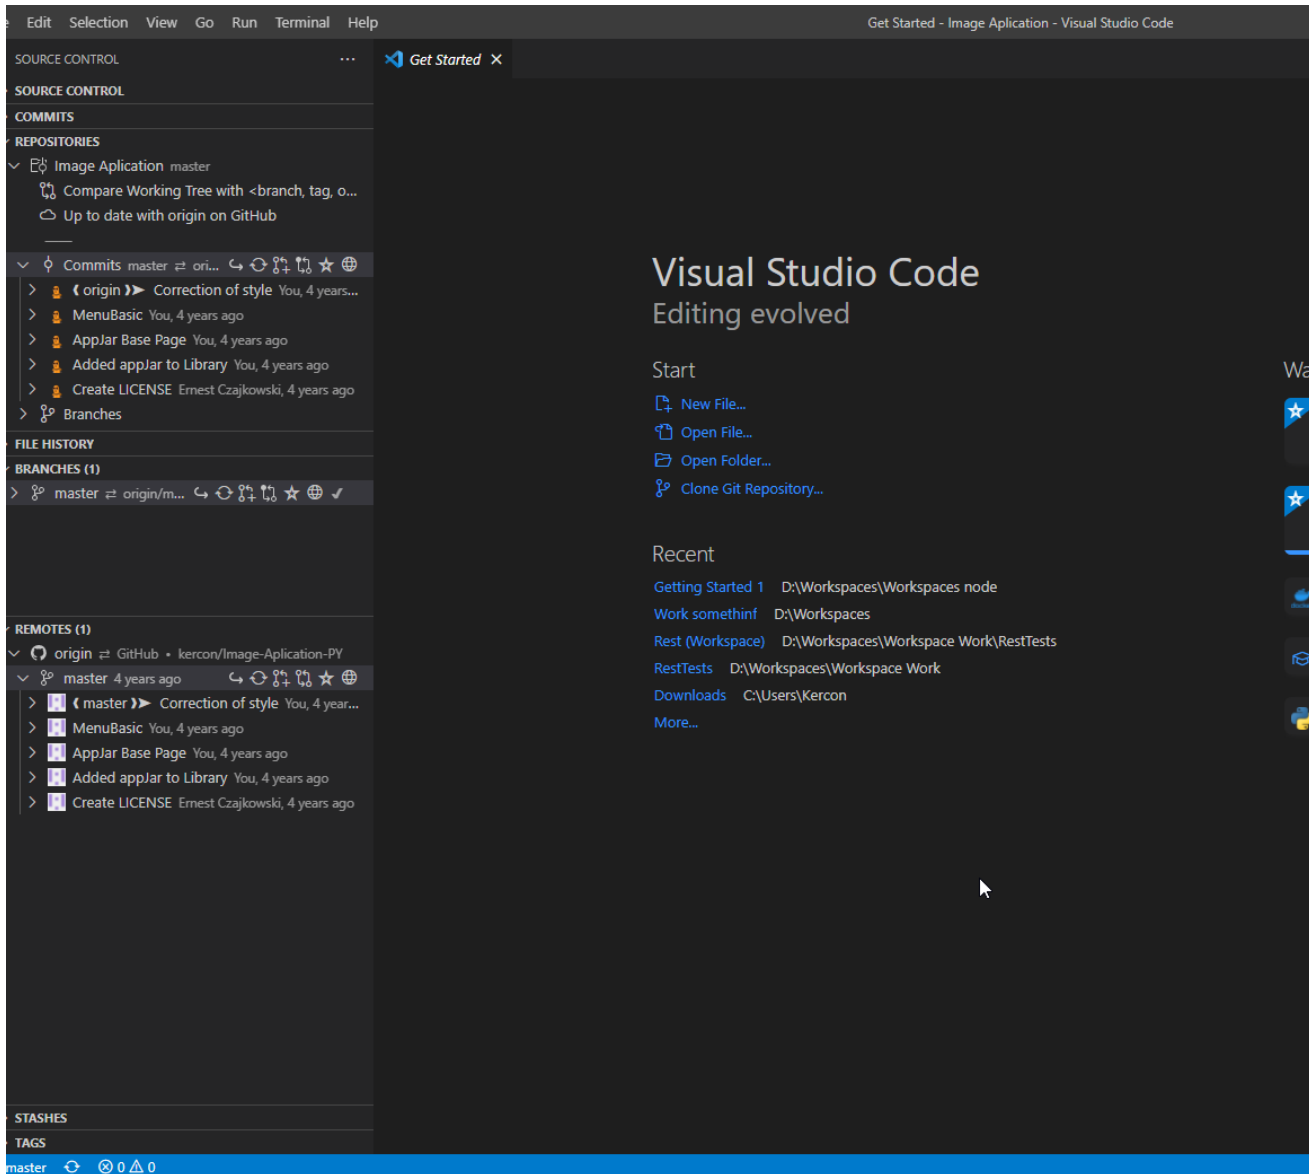 Edit Selection View Go Run Terminal Help
Get Started - Image Aplication - Visual Studio Code
SOURCE CONTROL
Get Started
SOURCE CONTROL
COMMITS
REPOSITORIES
Image Aplication master
Compare Working Tree with <branch, tag, o...
Up to date with origin on GitHub
Commits master ⇄ ori...
❨ origin ❩➤ Correction of style You, 4 years...
MenuBasic You, 4 years ago
AppJar Base Page You, 4 years ago
Added appJar to Library You, 4 years ago
Create LICENSE Ernest Czajkowski, 4 years ago
Branches
FILE HISTORY
BRANCHES (1)
master ⇄ origin/m...
REMOTES (1)
origin ⇄ GitHub • kercon/Image-Aplication-PY
master 4 years ago
❨ master ❩➤ Correction of style You, 4 year...
MenuBasic You, 4 years ago
AppJar Base Page You, 4 years ago
Added appJar to Library You, 4 years ago
Create LICENSE Ernest Czajkowski, 4 years ago
STASHES
TAGS
master
0
0
Visual Studio Code
Editing evolved
Start
New File...
Open File...
Open Folder...
Clone Git Repository...
Recent
Getting Started 1 D:\Workspaces\Workspaces node
Work somethinf D:\Workspaces
Rest (Workspace) D:\Workspaces\Workspace Work\RestTests
RestTests D:\Workspaces\Workspace Work
Downloads C:\Users\Kercon
More...